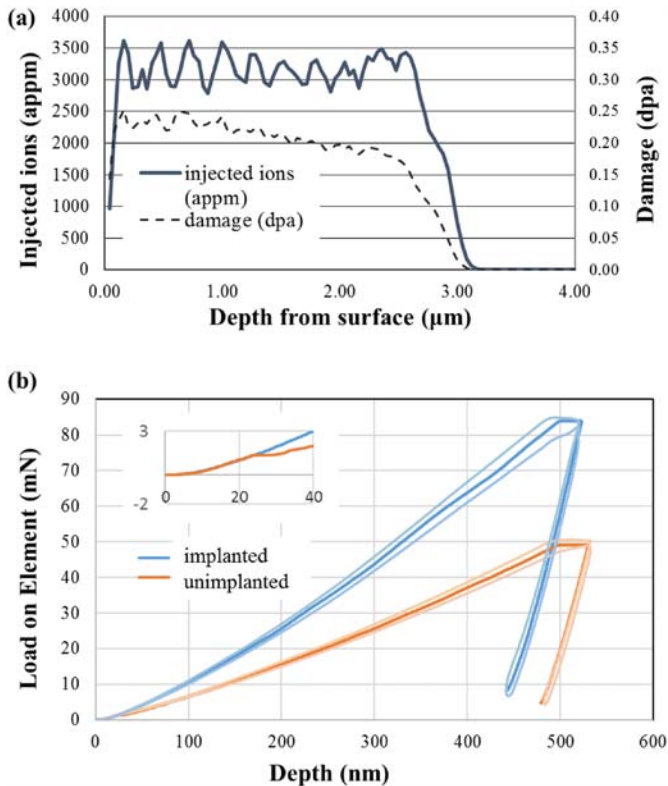 (a)
4000
3500
3000
2500
2000
1500
1000
500
0
Injected ions (appm)
0.40
0.35
0.30
0.25
0.20
0.15
0.10
0.05
0.00
Damage (dpa)
injected ions
(appm)
damage (dpa)
0.00 1.00 2.00 3.00 4.00
Depth from surface (μm)
(b)
90
80
70
60
50
40
30
20
10
0
Load on Element (mN)
3
-2
0 20 40
implanted
unimplanted
0 100 200 300 400 500 600
Depth (nm)